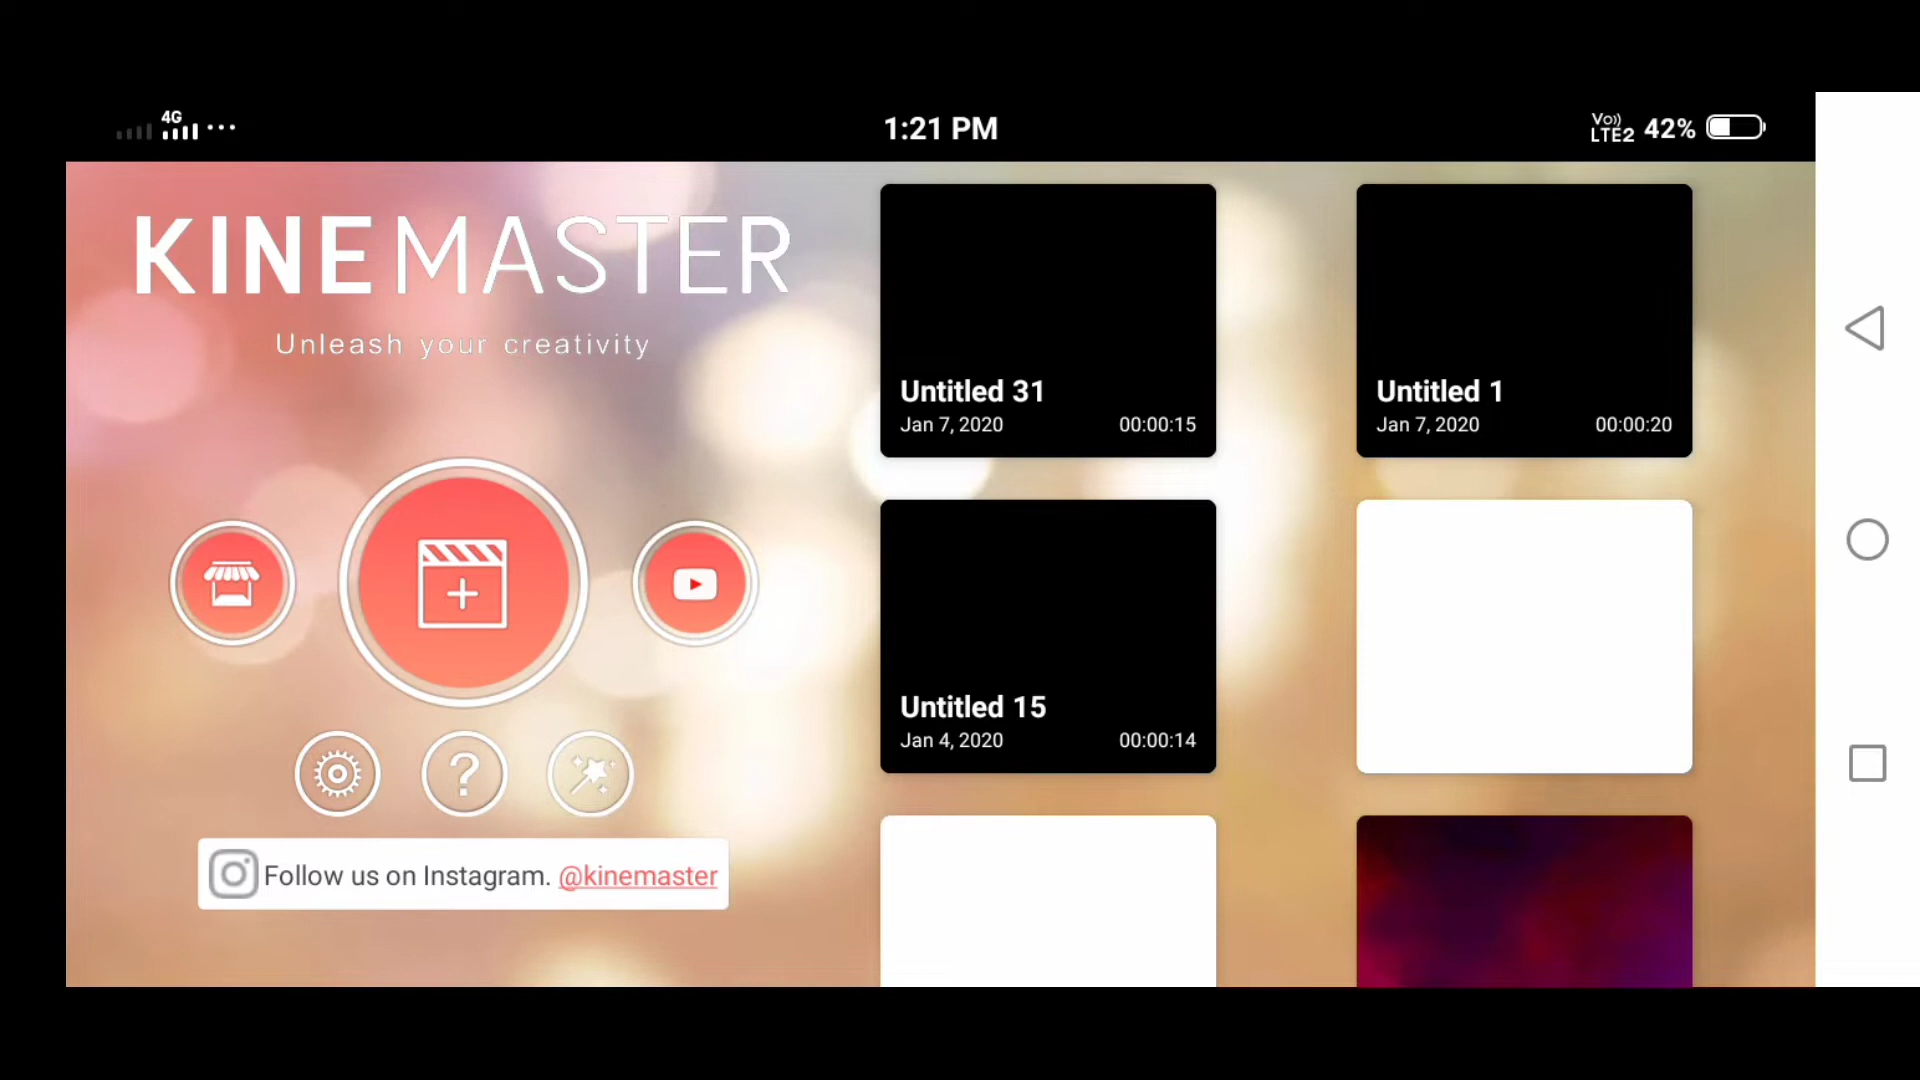 4G
1:21 PM
Vo))
LTE2 42%
KINEMASTER
Unleash your creativity
Follow us on Instagram. @kinemaster
Untitled 31
Jan 7, 2020 00:00:15
Untitled 1
Jan 7, 2020 00:00:20
Untitled 15
Jan 4, 2020 00:00:14